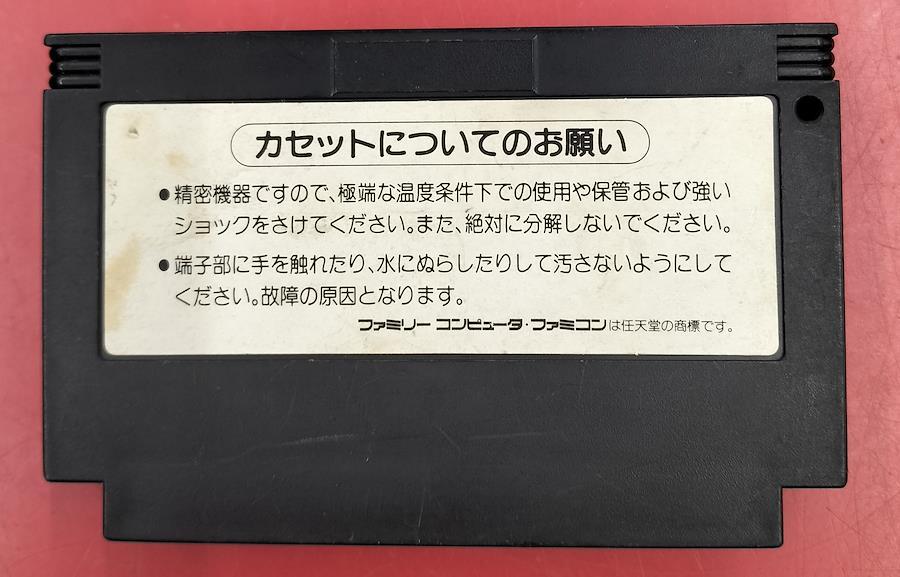 カセットについてのお願い
●精密機器ですので、極端な温度条件下での使用や保管および強い
ショックをさけてください。また、絶対に分解しないでください。
●端子部に手を触れたり、水にぬらしたりして汚さないようにして
ください。故障の原因となります。
ファミリー コンピュータ・ファミコンは任天堂の商標です。